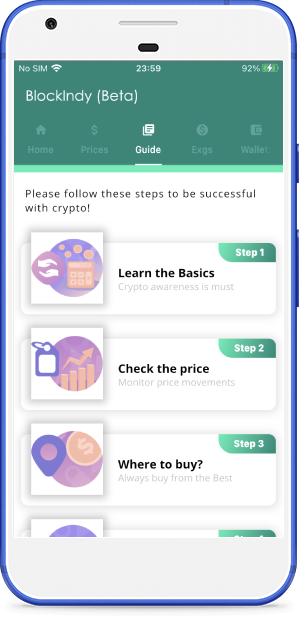 No SIM 23:59 92%
BlockIndy (Beta)
Home Prices Guide Exgs Wallet
Please follow these steps to be successful
with crypto!
Step 1
Learn the Basics
Crypto awareness is must
Step 2
Check the price
Monitor price movements
Step 3
Where to buy?
Always buy from the Best